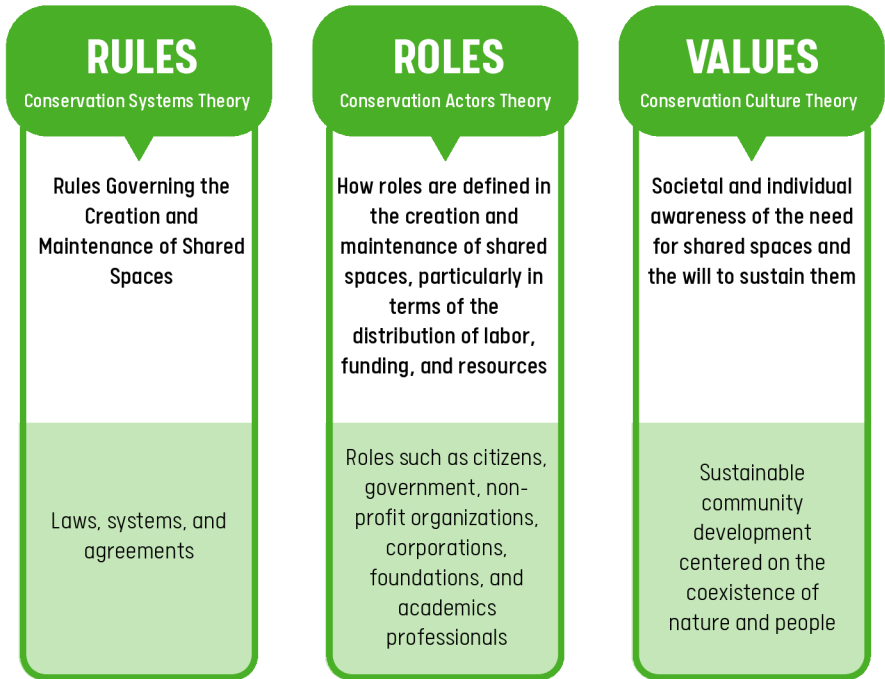 RULES
Conservation Systems Theory
Rules Governing the
Creation and
Maintenance of Shared
Spaces
Laws, systems, and
agreements
ROLES
Conservation Actors Theory
How roles are defined in
the creation and
maintenance of shared
spaces, particularly in
terms of the
distribution of labor,
funding, and resources
Roles such as citizens,
government, non-
profit organizations,
corporations,
foundations, and
academics
professionals
VALUES
Conservation Culture Theory
Societal and individual
awareness of the need
for shared spaces and
the will to sustain them
Sustainable
community
development
centered on the
coexistence of
nature and people